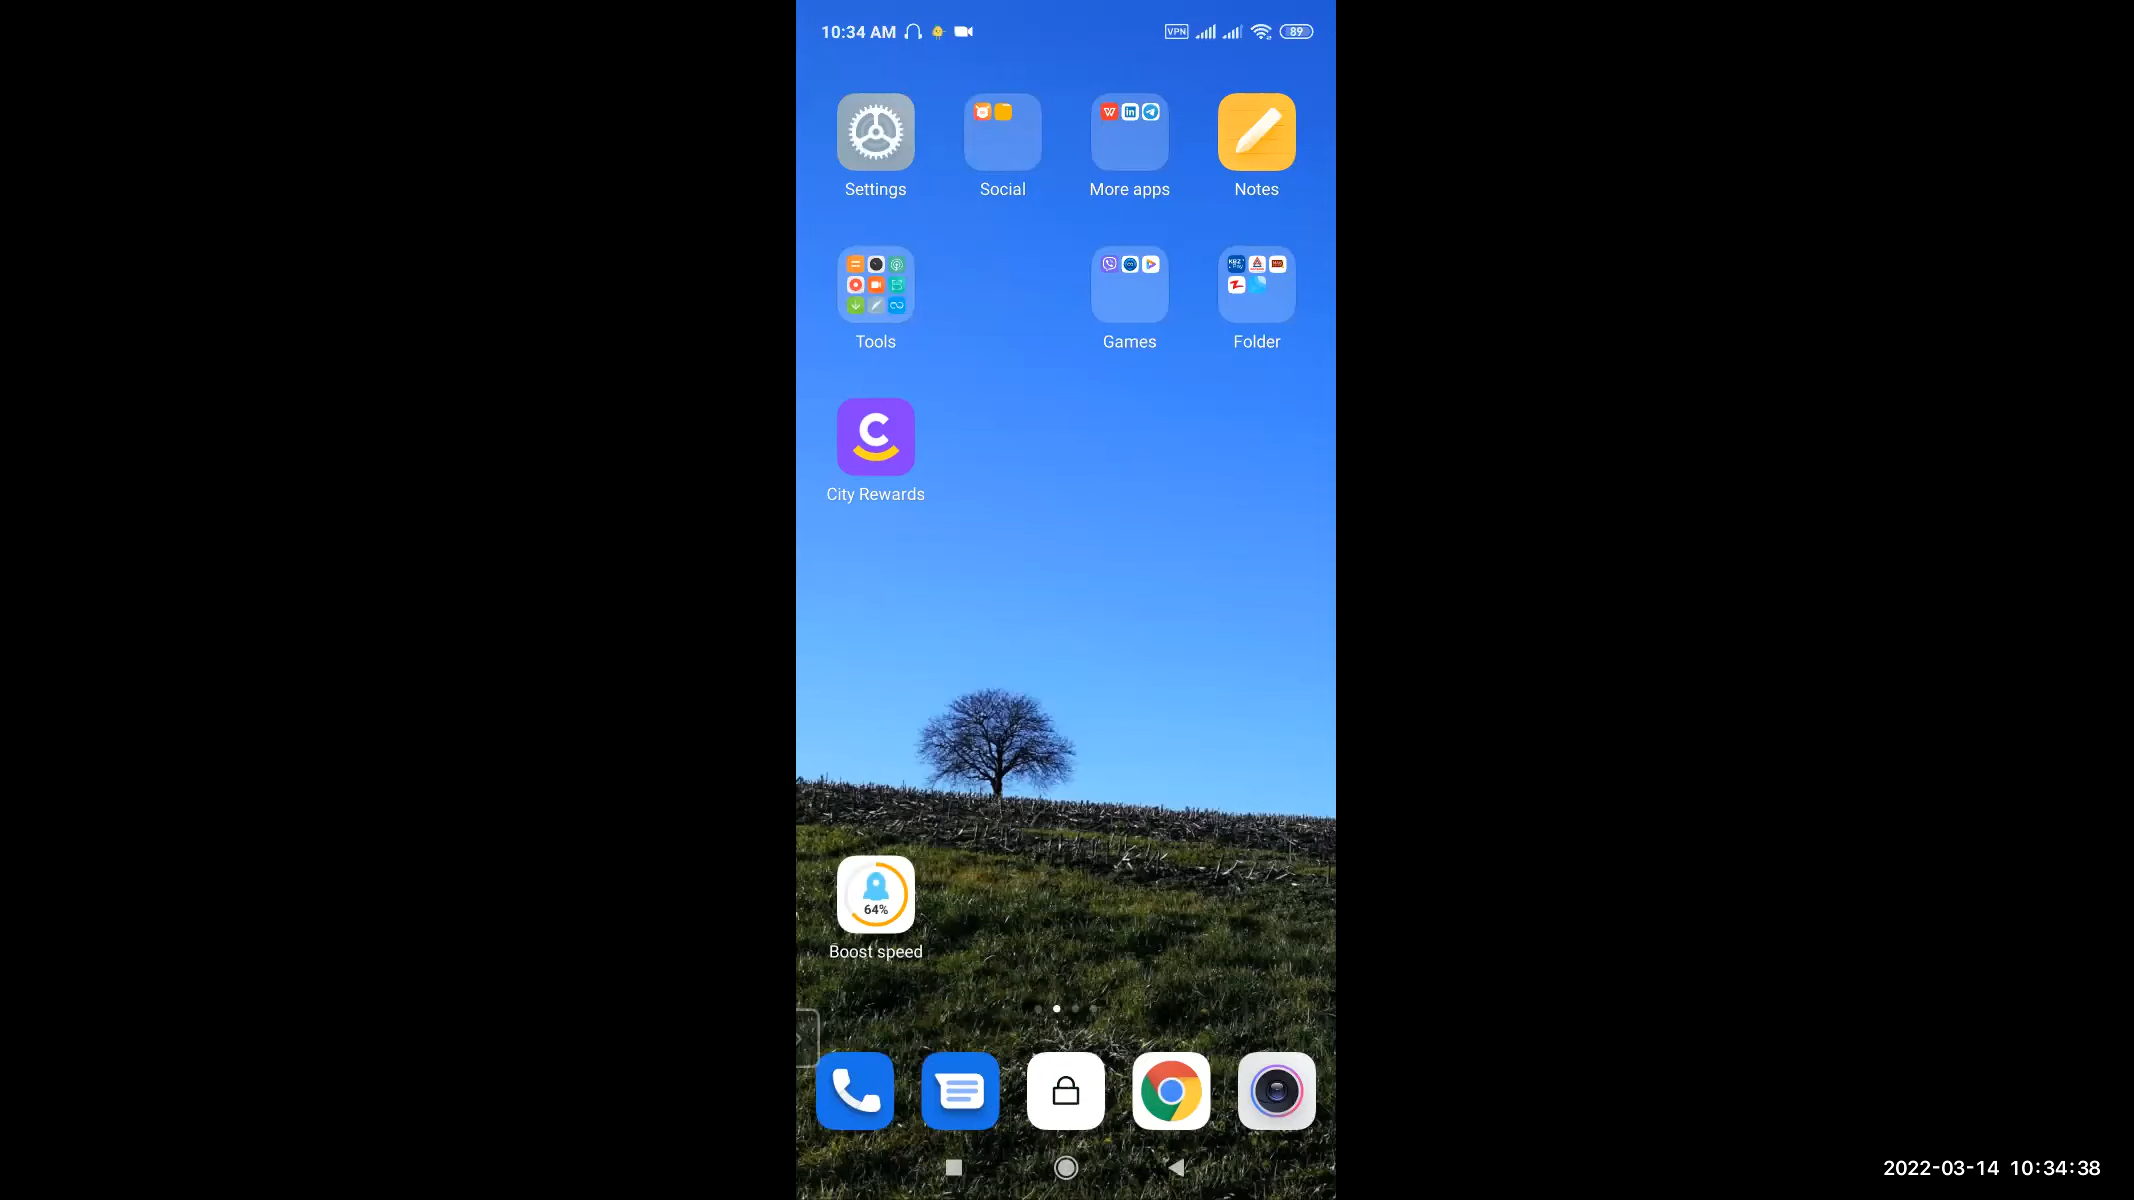 10:34 AM
VPN
89
Settings
Social
More apps
Notes
Tools
Games
Folder
C
City Rewards
64%
Boost speed
2022-03-14 10:34:38